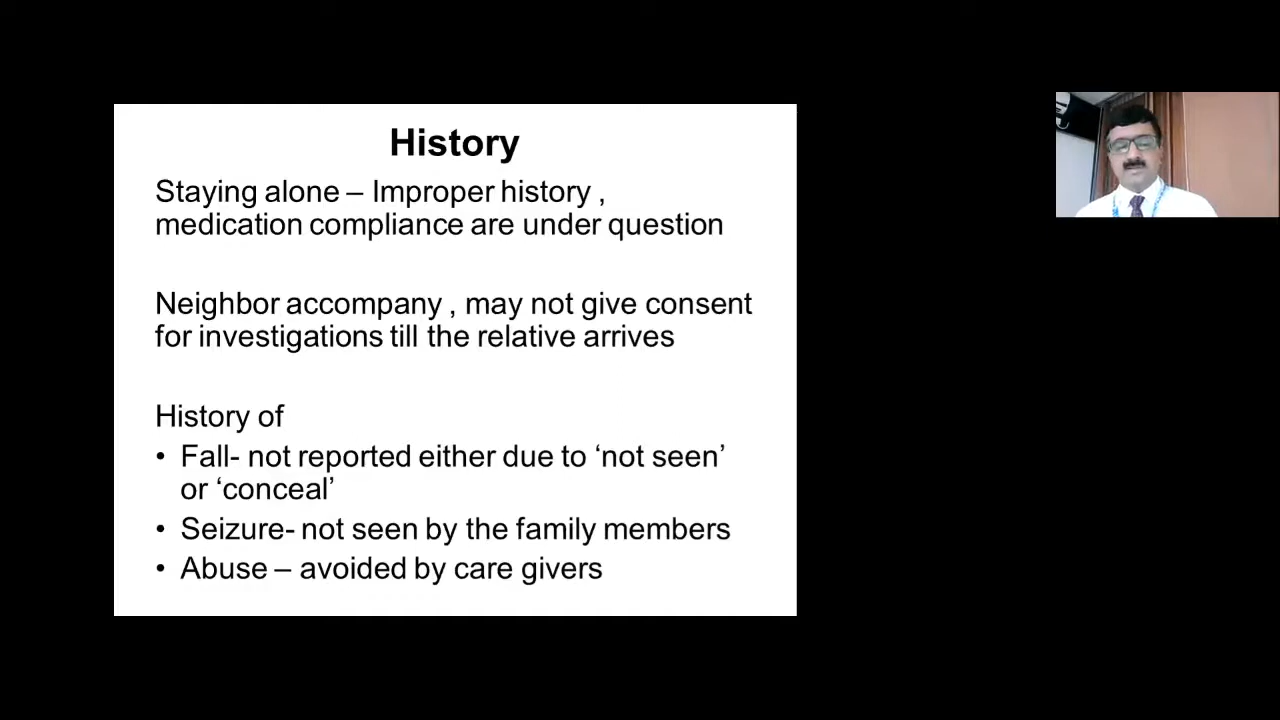 History
Staying alone – Improper history ,
medication compliance are under question
Neighbor accompany , may not give consent
for investigations till the relative arrives
History of
• Fall- not reported either due to ‘not seen’
or ‘conceal’
• Seizure- not seen by the family members
• Abuse – avoided by care givers